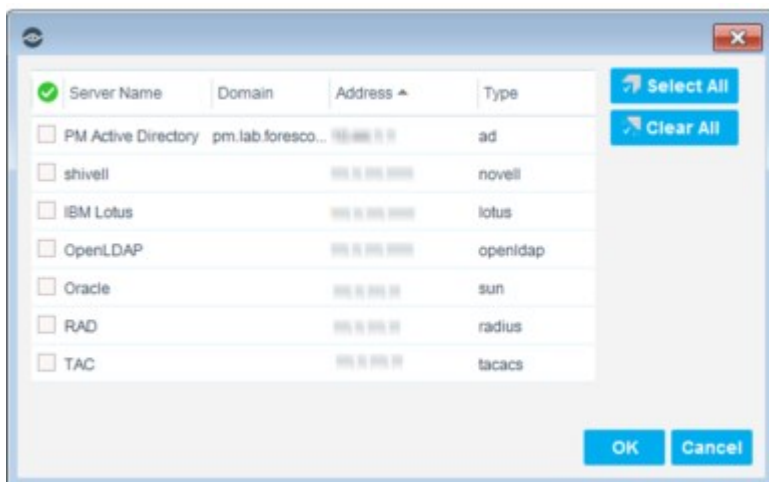 Server Name Domain Address Type
PM Active Directory pm.lab.foresco... ad
shivell novell
IBM Lotus lotus
OpenLDAP openldap
Oracle sun
RAD radius
TAC tacacs
Select All
Clear All
OK Cancel